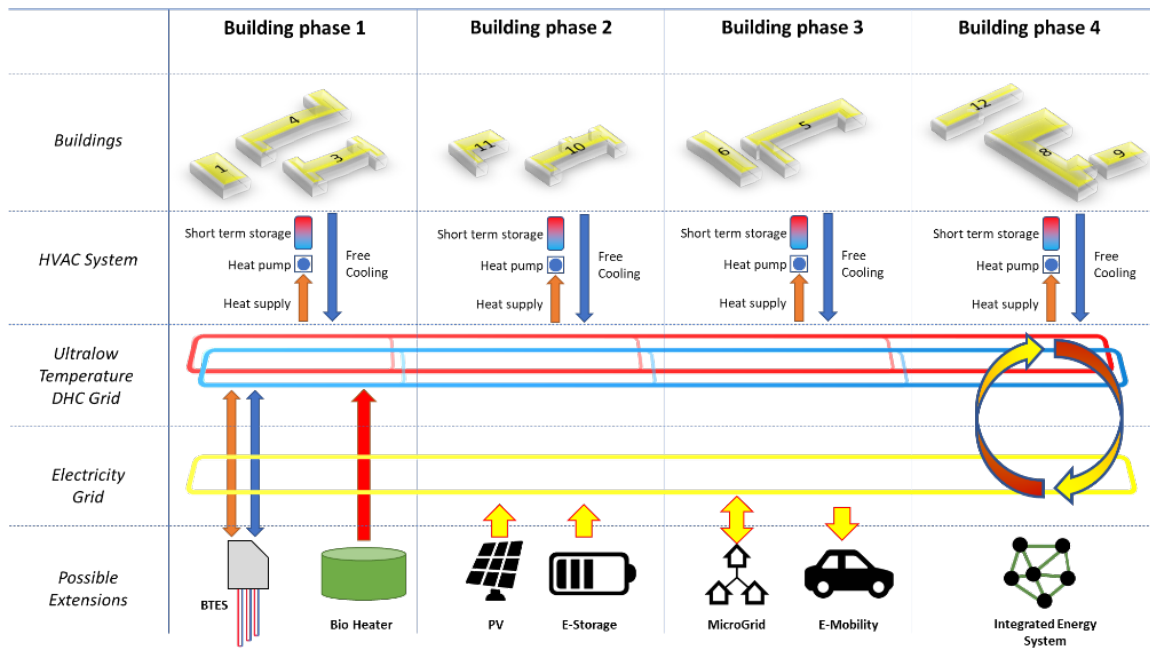 Building phase 1
Building phase 2
Building phase 3
Building phase 4
Buildings
1
4
3
11
10
6
5
12
8
9
HVAC System
Short term storage
Heat pump
Heat supply
Free
Cooling
Short term storage
Heat pump
Heat supply
Free
Cooling
Short term storage
Heat pump
Heat supply
Free
Cooling
Short term storage
Heat pump
Heat supply
Free
Cooling
Ultralow
Temperature
DHC Grid
Electricity
Grid
Possible
Extensions
BTES
Bio Heater
PV
E-Storage
MicroGrid
E-Mobility
Integrated Energy
System